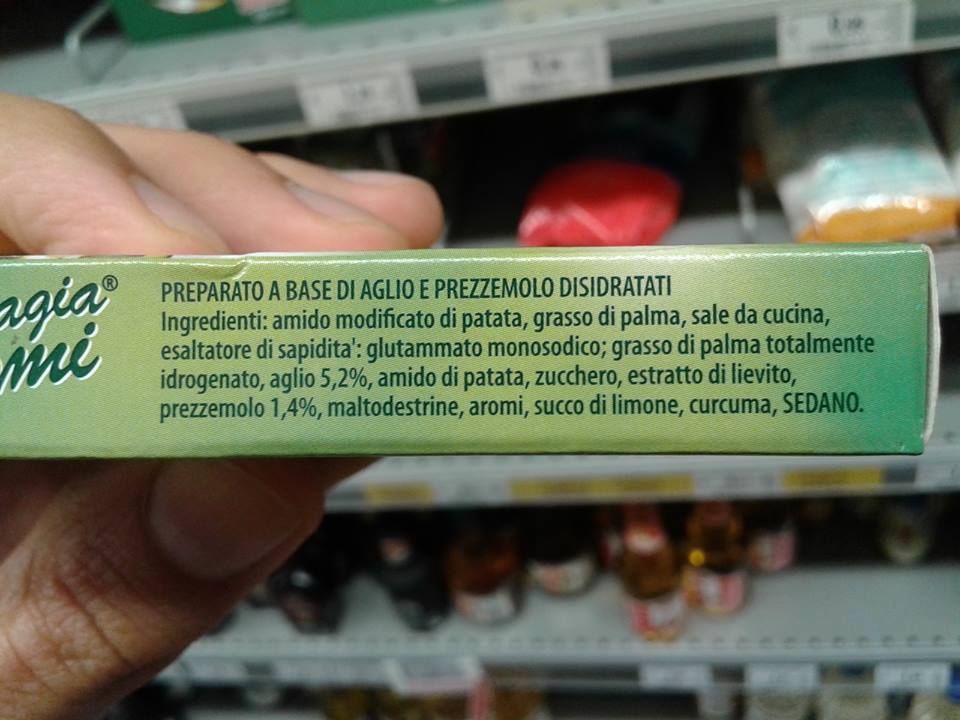 agia®
mi
PREPARATO A BASE DI AGLIO E PREZZEMOLO DISIDRATATI
Ingredienti: amido modificato di patata, grasso di palma, sale da cucina,
esaltatore di sapidita': glutammato monosodico; grasso di palma totalmente
idrogenato, aglio 5,2%, amido di patata, zucchero, estratto di lievito,
prezzemolo 1,4%, maltodestrine, aromi, succo di limone, curcuma, SEDANO.